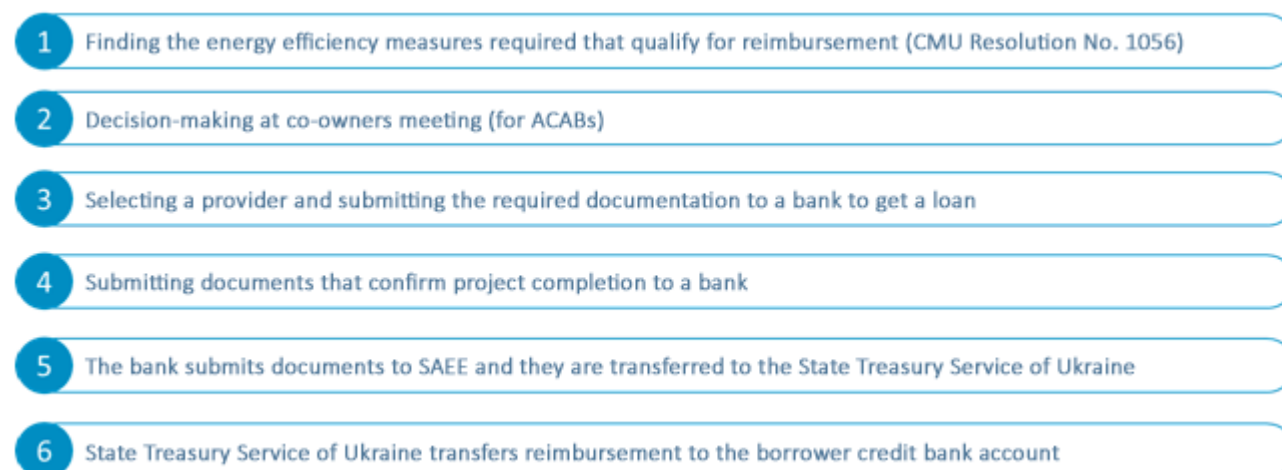 1 Finding the energy efficiency measures required that qualify for reimbursement (CMU Resolution No. 1056)
2 Decision-making at co-owners meeting (for ACABs)
3 Selecting a provider and submitting the required documentation to a bank to get a loan
4 Submitting documents that confirm project completion to a bank
5 The bank submits documents to SAEE and they are transferred to the State Treasury Service of Ukraine
6 State Treasury Service of Ukraine transfers reimbursement to the borrower credit bank account